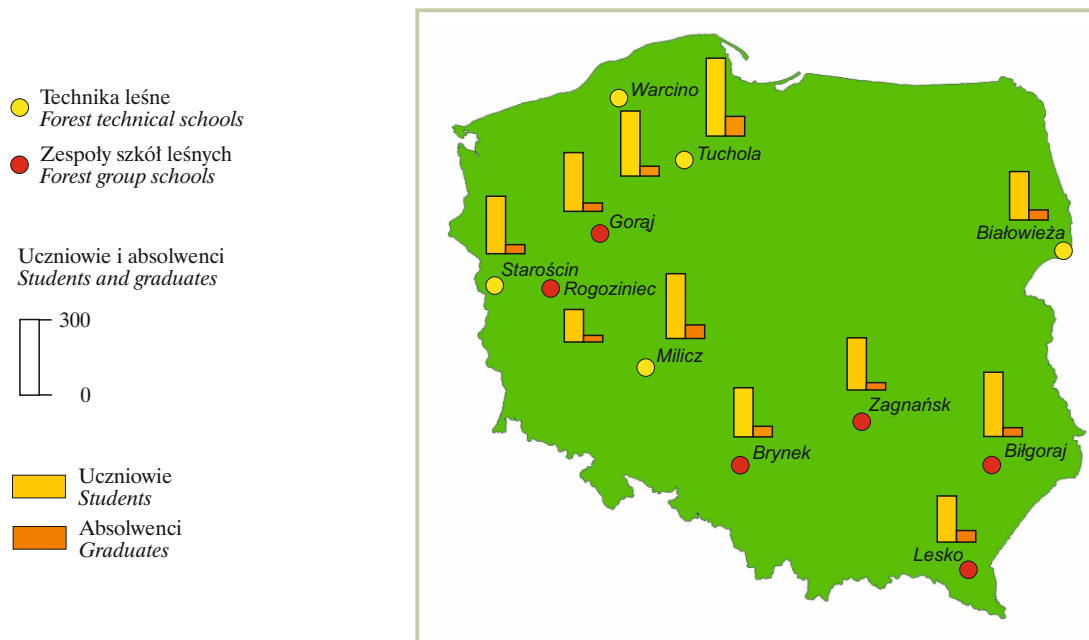 Technika leśne
Forest technical schools
Zespoły szkół leśnych
Forest group schools
Uczniowie i absolwenci
Students and graduates
300
0
Uczniowie
Students
Absolwenci
Graduates
Warcino
Tuchola
Goraj
Białowieża
Starościn
Rogoziniec
Milicz
Zagnańsk
Brynek
Biłgoraj
Lesko